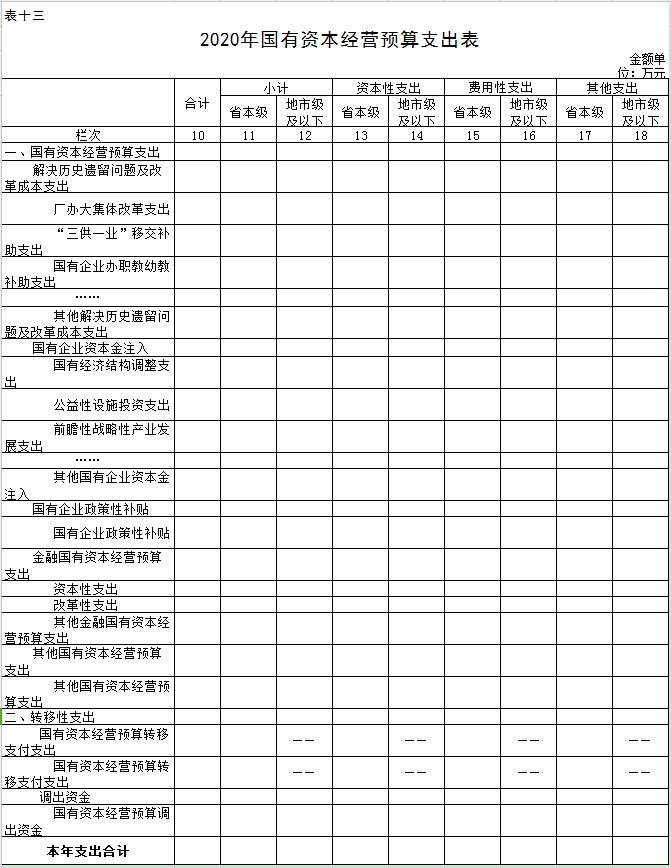 表十三
2020年国有资本经营预算支出表
金额单
位：万元
合计 小计 资本性支出 费用性支出 其他支出
省本级 地市级 省本级 地市级 省本级 地市级 省本级 地市级
及以下 及以下 及以下 及以下
栏次 10 11 12 13 14 15 16 17 18
一、国有资本经营预算支出
解决历史遗留问题及改
革成本支出
厂办大集体改革支出
“三供一业”移交补
助支出
国有企业办职教幼教
补助支出
……
其他解决历史遗留问
题及改革成本支出
国有企业资本金注入
国有经济结构调整支
出
公益性设施投资支出
前瞻性战略性产业发
展支出
……
其他国有企业资本金
注入
国有企业政策性补贴
国有企业政策性补贴
金融国有资本经营预算
支出
资本性支出
改革性支出
其他金融国有资本经
营预算支出
其他国有资本经营预算
支出
其他国有资本经营预
算支出
二、转移性支出
国有资本经营预算转移
支付支出 —— —— —— ——
国有资本经营预算转
移支付支出 —— —— —— ——
调出资金
国有资本经营预算调
出资金
本年支出合计